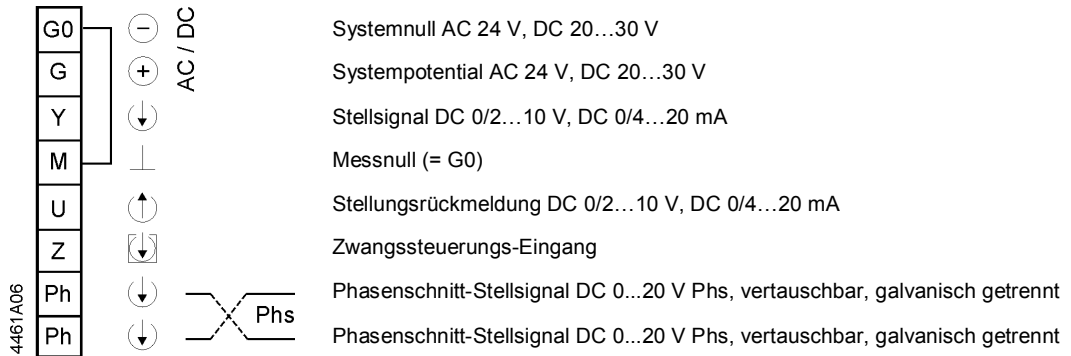 G0 − AC / DC Systemnull AC 24 V, DC 20…30 V
G + Systempotential AC 24 V, DC 20…30 V
Y Stellsignal DC 0/2…10 V, DC 0/4…20 mA
M Messnull (= G0)
U Stellungsrückmeldung DC 0/2…10 V, DC 0/4…20 mA
Z Zwangssteuerungs-Eingang
Ph Phasenschnitt-Stellsignal DC 0...20 V Phs, vertauschbar, galvanisch getrennt
Phs
Ph Phasenschnitt-Stellsignal DC 0...20 V Phs, vertauschbar, galvanisch getrennt
4461A06